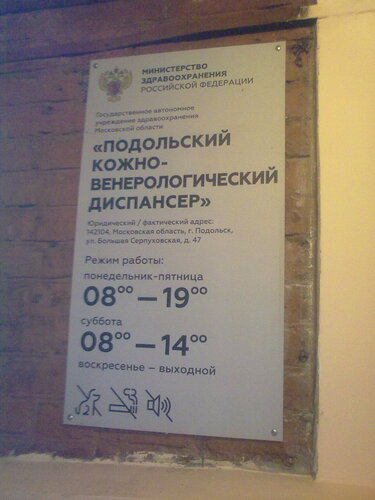 МИНИСТЕРСТВО
ЗДРАВООХРАНЕНИЯ
РОССИЙСКОЙ ФЕДЕРАЦИИ
Государственное автономное
учреждение здравоохранения
Московской области
«ПОДОЛЬСКИЙ
КОЖНО-
ВЕНЕРОЛОГИЧЕСКИЙ
ДИСПАНСЕР»
Юридический / фактический адрес:
142104, Московская область, г. Подольск,
ул. Большая Серпуховская, д. 47
Режим работы:
понедельник-пятница
08⁰⁰ — 19⁰⁰
суббота
08⁰⁰ — 14⁰⁰
воскресенье – выходной